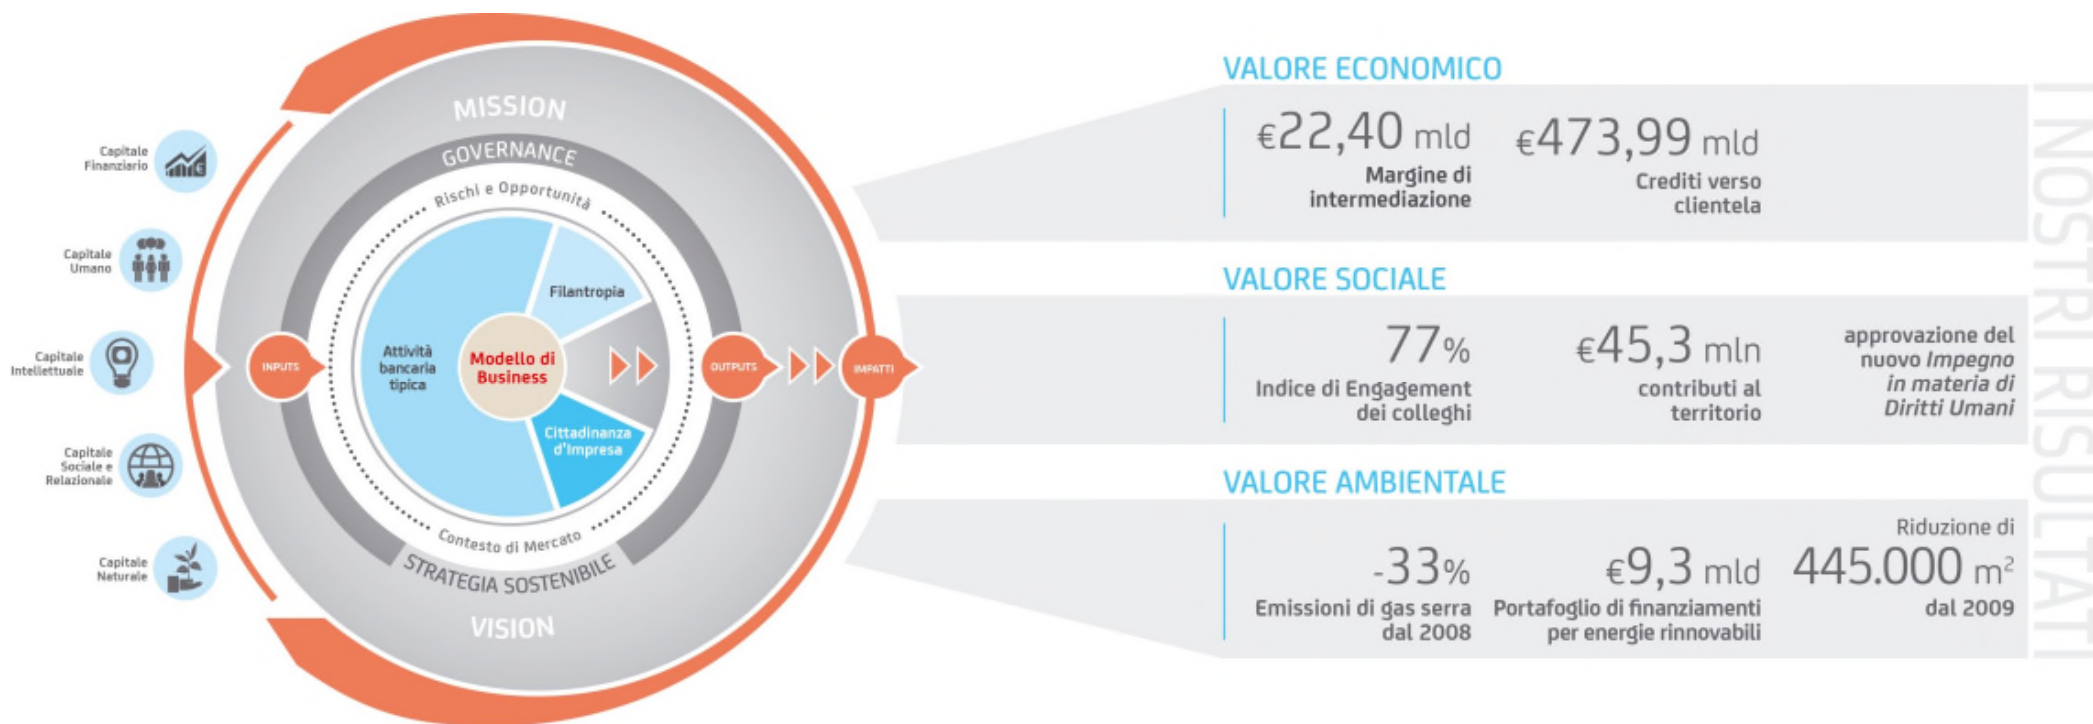 Capitale
Finanziario
Capitale
Umano
Capitale
Intellettuale
Capitale
Sociale e
Relazionale
Capitale
Naturale
MISSION
GOVERNANCE
Rischi e Opportunità
Filantropia
Attività
bancaria
tipica
Modello di
Business
Cittadinanza
d'Impresa
INPUTS
OUTPUTS
IMPATTI
Contesto di Mercato
STRATEGIA SOSTENIBILE
VISION
VALORE ECONOMICO
€22,40 mld
Margine di
intermediazione
€473,99 mld
Crediti verso
clientela
VALORE SOCIALE
77%
Indice di Engagement
dei colleghi
€45,3 mln
contributi al
territorio
approvazione del
nuovo Impegno
in materia di
Diritti Umani
VALORE AMBIENTALE
-33%
Emissioni di gas serra
dal 2008
€9,3 mld
Portafoglio di finanziamenti
per energie rinnovabili
Riduzione di
445.000 m²
dal 2009
I NOSTRI RISULTATI